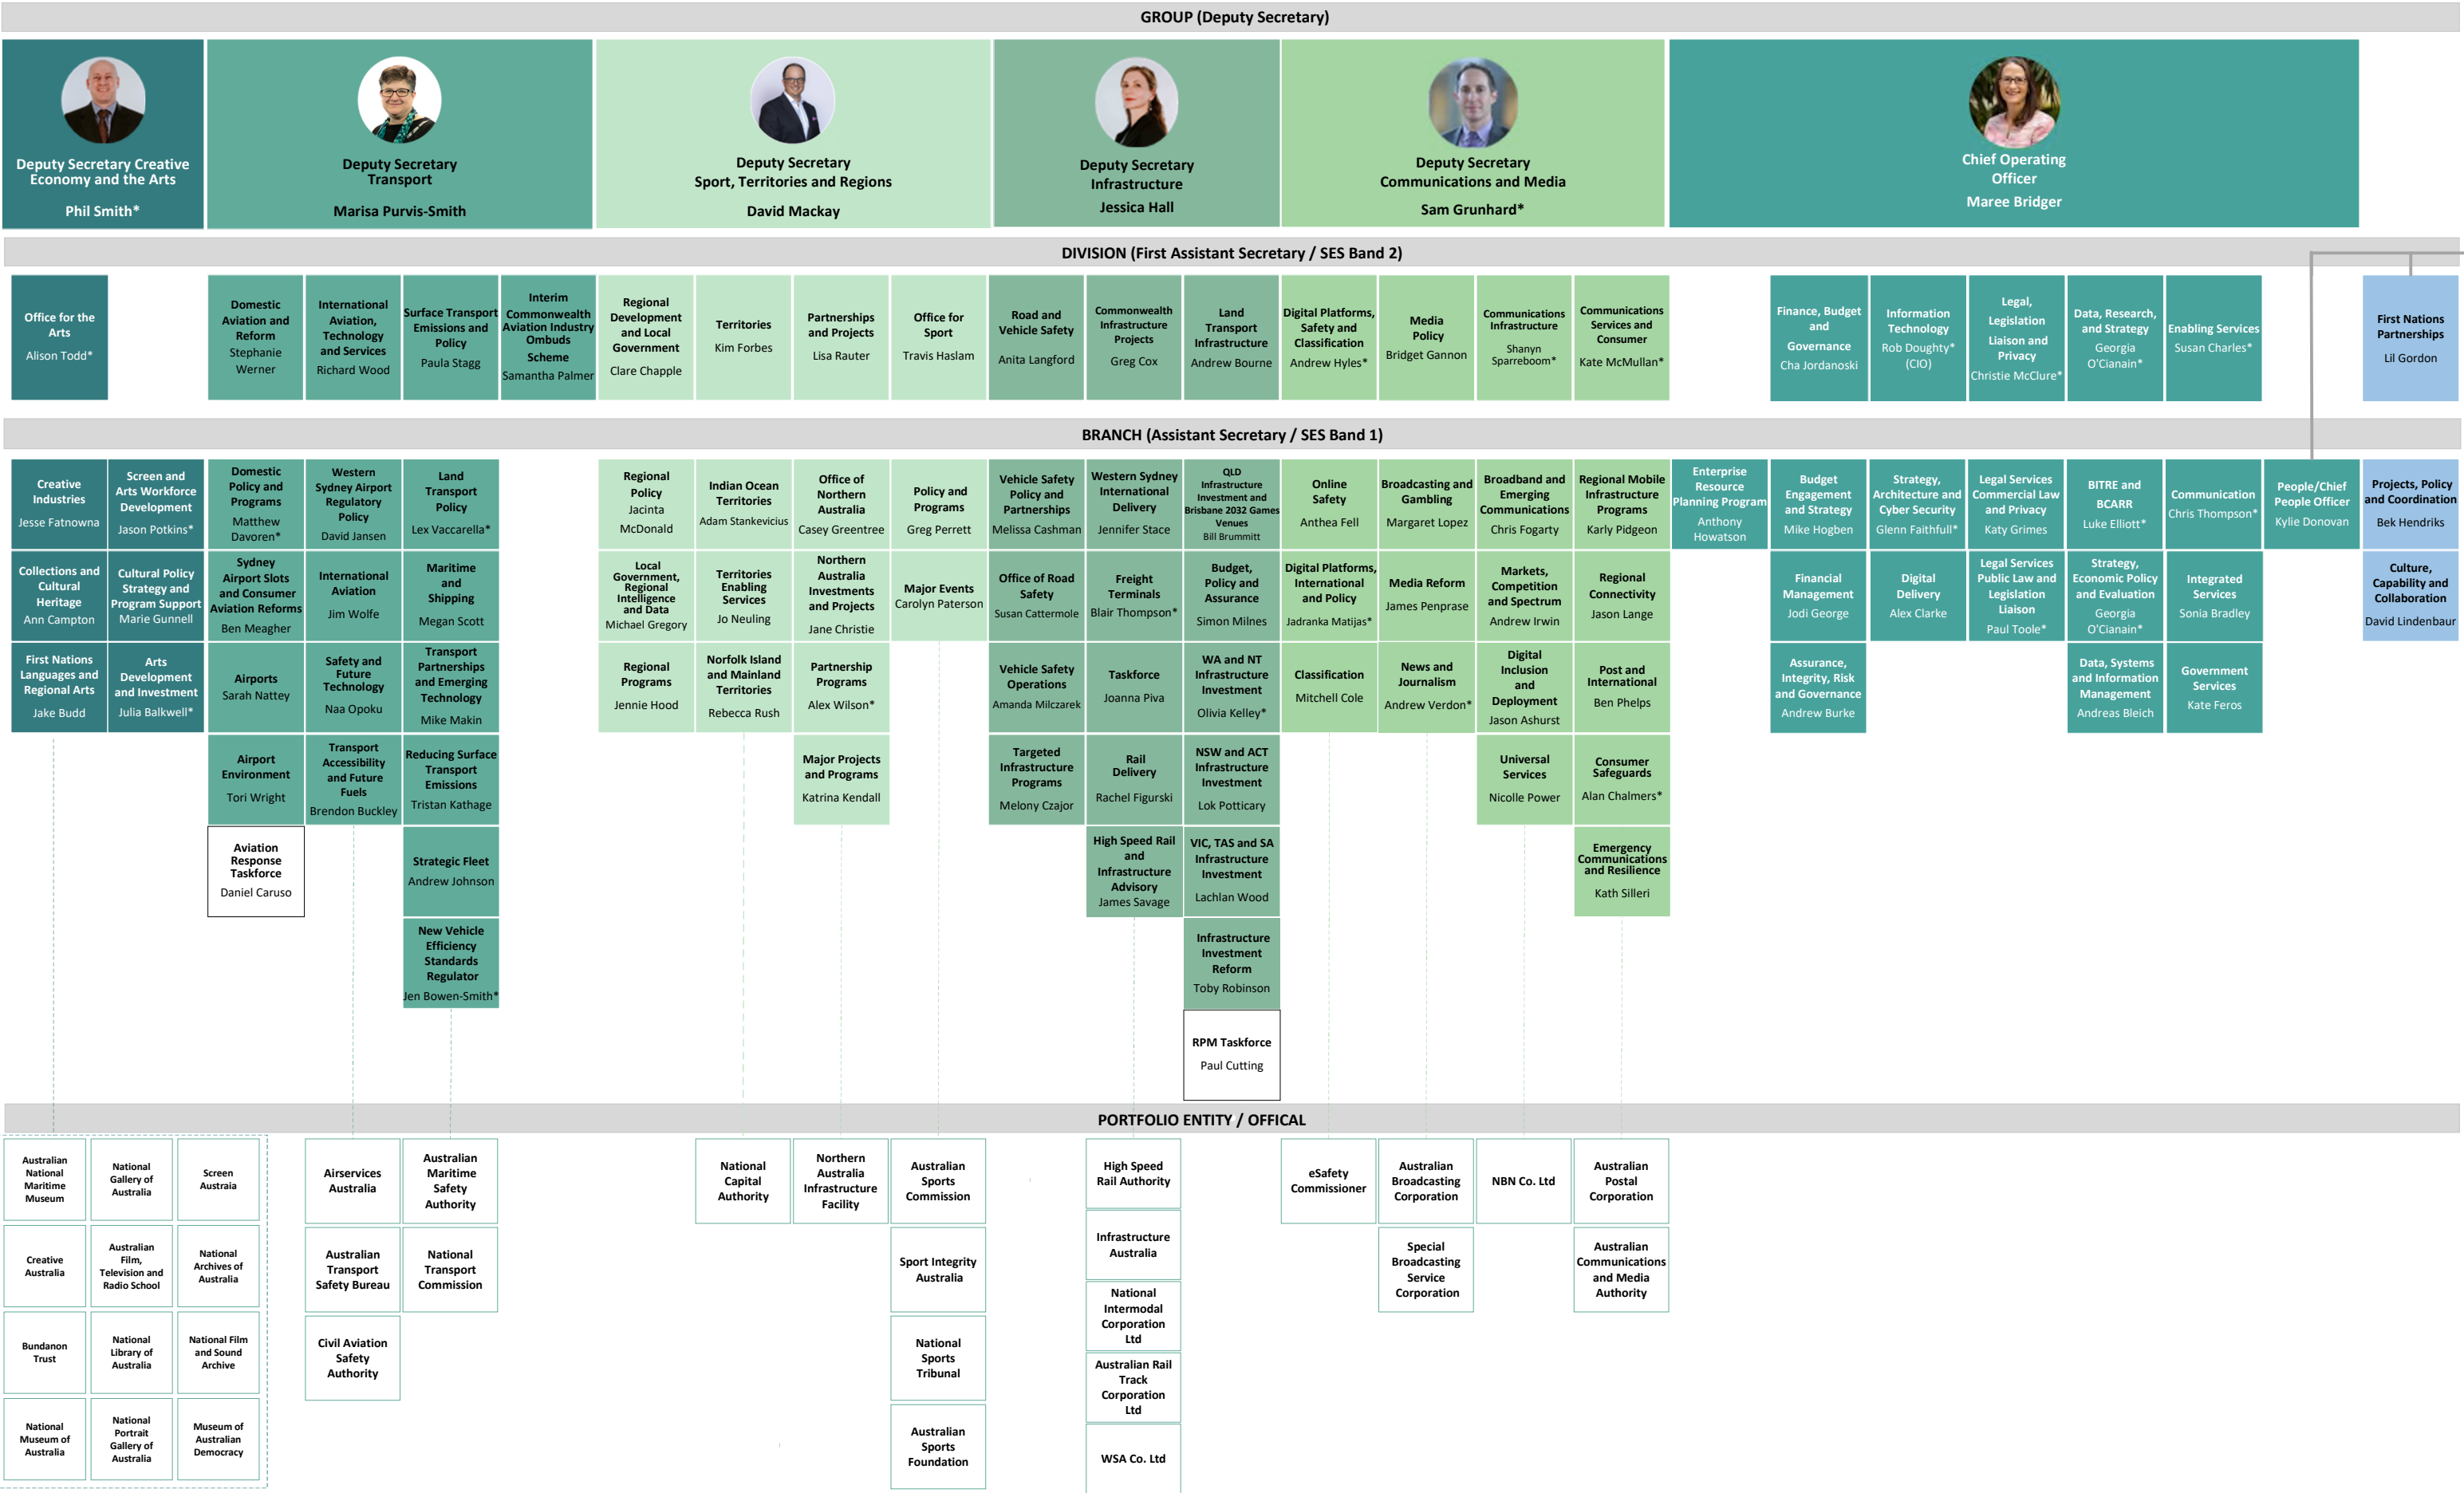 GROUP (Deputy Secretary)
Deputy Secretary Creative
Economy and the Arts
Phil Smith*
Deputy Secretary
Transport
Marisa Purvis-Smith
Deputy Secretary
Sport, Territories and Regions
David Mackay
Deputy Secretary
Infrastructure
Jessica Hall
Deputy Secretary
Communications and Media
Sam Grunhard*
Chief Operating
Officer
Maree Bridger
DIVISION (First Assistant Secretary / SES Band 2)
Office for the
Arts
Alison Todd*
Domestic
Aviation and
Reform
Stephanie
Werner
International
Aviation,
Technology
and Services
Richard Wood
Surface Transport
Emissions and
Policy
Paula Stagg
Interim
Commonwealth
Aviation Industry
Ombuds
Scheme
Samantha Palmer
Regional
Development
and Local
Government
Clare Chapple
Territories
Kim Forbes
Partnerships
and Projects
Lisa Rauter
Office for
Sport
Travis Haslam
Road and
Vehicle Safety
Anita Langford
Commonwealth
Infrastructure
Projects
Greg Cox
Land
Transport
Infrastructure
Andrew Bourne
Digital Platforms,
Safety and
Classification
Andrew Hyles*
Media
Policy
Bridget Gannon
Communications
Infrastructure
Shanyn
Sparreboom*
Communications
Services and
Consumer
Kate McMullan*
Finance, Budget
and
Governance
Cha Jordanoski
Information
Technology
Rob Doughty*
(CIO)
Legal,
Legislation
Liaison and
Privacy
Christie McClure*
Data, Research,
and Strategy
Georgia
O'Cianain*
Enabling Services
Susan Charles*
First Nations
Partnerships
Lil Gordon
BRANCH (Assistant Secretary / SES Band 1)
Creative
Industries
Jesse Fatnowna
Screen and
Arts Workforce
Development
Jason Potkins*
Domestic
Policy and
Programs
Matthew
Davoren*
Western
Sydney Airport
Regulatory
Policy
David Jansen
Land
Transport
Policy
Lex Vaccarella*
Regional
Policy
Jacinta
McDonald
Indian Ocean
Territories
Adam Stankevicius
Office of
Northern
Australia
Casey Greentree
Policy and
Programs
Greg Perrett
Vehicle Safety
Policy and
Partnerships
Melissa Cashman
Western Sydney
International
Delivery
Jennifer Stace
QLD
Infrastructure
Investment and
Brisbane 2032 Games
Venues
Bill Brummitt
Online
Safety
Anthea Fell
Broadcasting and
Gambling
Margaret Lopez
Broadband and
Emerging
Communications
Chris Fogarty
Regional Mobile
Infrastructure
Programs
Karly Pidgeon
Enterprise
Resource
Planning Program
Anthony
Howatson
Budget
Engagement
and Strategy
Mike Hogben
Strategy,
Architecture and
Cyber Security
Glenn Faithfull*
Legal Services
Commercial Law
and Privacy
Katy Grimes
BITRE and
BCARR
Luke Elliott*
Communication
Chris Thompson*
People/Chief
People Officer
Kylie Donovan
Projects, Policy
and Coordination
Bek Hendriks
Collections and
Cultural
Heritage
Ann Campton
Cultural Policy
Strategy and
Program Support
Marie Gunnell
Sydney
Airport Slots
and Consumer
Aviation Reforms
Ben Meagher
International
Aviation
Jim Wolfe
Maritime
and
Shipping
Megan Scott
Local
Government,
Regional
Intelligence
and Data
Michael Gregory
Territories
Enabling
Services
Jo Neuling
Northern
Australia
Investments
and Projects
Jane Christie
Major Events
Carolyn Paterson
Office of Road
Safety
Susan Cattermole
Freight
Terminals
Blair Thompson*
Budget,
Policy and
Assurance
Simon Milnes
Digital Platforms,
International
and Policy
Jadranka Matijas*
Media Reform
James Penprase
Markets,
Competition
and Spectrum
Andrew Irwin
Regional
Connectivity
Jason Lange
Financial
Management
Jodi George
Digital
Delivery
Alex Clarke
Legal Services
Public Law and
Legislation
Liaison
Paul Toole*
Strategy,
Economic Policy
and Evaluation
Georgia
O'Cianain*
Integrated
Services
Sonia Bradley
Culture,
Capability and
Collaboration
David Lindenbaur
First Nations
Languages and
Regional Arts
Jake Budd
Arts
Development
and Investment
Julia Balkwell*
Airports
Sarah Nattey
Safety and
Future
Technology
Naa Opoku
Transport
Partnerships
and Emerging
Technology
Mike Makin
Regional
Programs
Jennie Hood
Norfolk Island
and Mainland
Territories
Rebecca Rush
Partnership
Programs
Alex Wilson*
Vehicle Safety
Operations
Amanda Milczarek
Taskforce
Joanna Piva
WA and NT
Infrastructure
Investment
Olivia Kelley*
Classification
Mitchell Cole
News and
Journalism
Andrew Verdon*
Digital
Inclusion
and
Deployment
Jason Ashurst
Post and
International
Ben Phelps
Assurance,
Integrity, Risk
and Governance
Andrew Burke
Data, Systems
and Information
Management
Andreas Bleich
Government
Services
Kate Feros
Airport
Environment
Tori Wright
Transport
Accessibility
and Future
Fuels
Brendon Buckley
Reducing Surface
Transport
Emissions
Tristan Kathage
Major Projects
and Programs
Katrina Kendall
Targeted
Infrastructure
Programs
Melony Czajor
Rail
Delivery
Rachel Figurski
NSW and ACT
Infrastructure
Investment
Lok Potticary
Universal
Services
Nicolle Power
Consumer
Safeguards
Alan Chalmers*
Aviation
Response
Taskforce
Daniel Caruso
Strategic Fleet
Andrew Johnson
High Speed Rail
and
Infrastructure
Advisory
James Savage
VIC, TAS and SA
Infrastructure
Investment
Lachlan Wood
Emergency
Communications
and Resilience
Kath Silleri
New Vehicle
Efficiency
Standards
Regulator
Jen Bowen-Smith*
Infrastructure
Investment
Reform
Toby Robinson
RPM Taskforce
Paul Cutting
PORTFOLIO ENTITY / OFFICAL
Australian
National
Maritime
Museum
National
Gallery of
Australia
Screen
Austraia
Airservices
Australia
Australian
Maritime
Safety
Authority
National
Capital
Authority
Northern
Australia
Infrastructure
Facility
Australian
Sports
Commission
High Speed
Rail Authority
eSafety
Commissioner
Australian
Broadcasting
Corporation
NBN Co. Ltd
Australian
Postal
Corporation
Creative
Australia
Australian
Film,
Television and
Radio School
National
Archives of
Australia
Australian
Transport
Safety Bureau
National
Transport
Commission
Sport Integrity
Australia
Infrastructure
Australia
Special
Broadcasting
Service
Corporation
Australian
Communications
and Media
Authority
Bundanon
Trust
National
Library of
Australia
National Film
and Sound
Archive
Civil Aviation
Safety
Authority
National
Sports
Tribunal
National
Intermodal
Corporation
Ltd
Australian Rail
Track
Corporation
Ltd
National
Museum of
Australia
National
Portrait
Gallery of
Australia
Museum of
Australian
Democracy
Australian
Sports
Foundation
WSA Co. Ltd